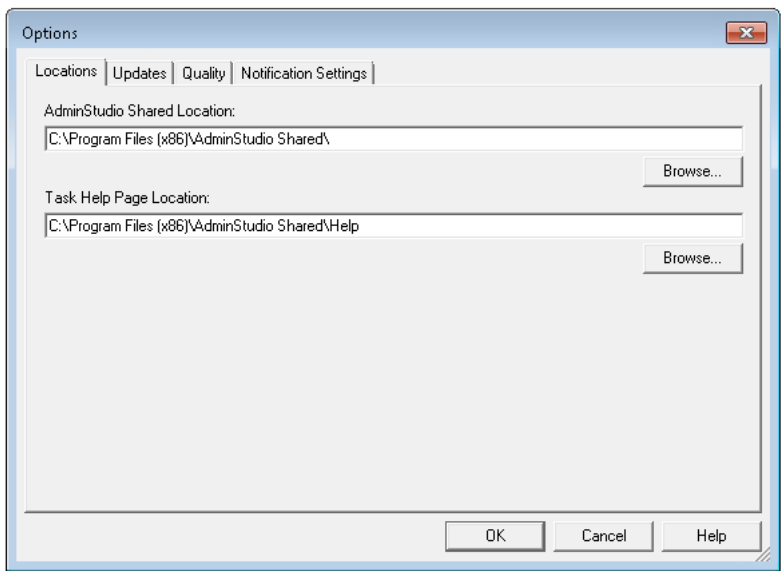 Options
Locations Updates Quality Notification Settings
AdminStudio Shared Location:
C:\Program Files (x86)\AdminStudio Shared\
Browse...
Task Help Page Location:
C:\Program Files (x86)\AdminStudio Shared\Help
Browse...
OK Cancel Help